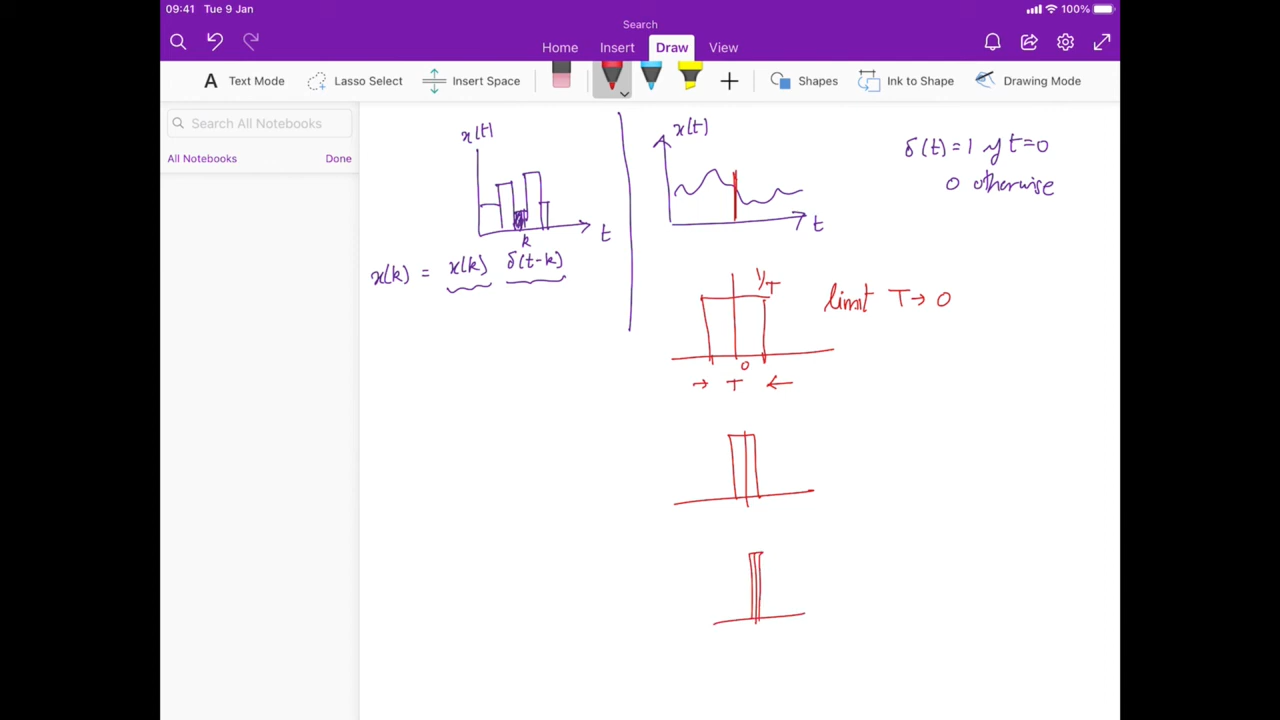 09:41 Tue 9 Jan
100%
Search
Home Insert Draw View
Text Mode Lasso Select Insert Space Shapes Ink to Shape Drawing Mode
Search All Notebooks
All Notebooks Done
x(t)
t
k
x(k) = x(k) δ(t-k)
x(t)
t
δ(t) = 1 if t=0
0 otherwise
1/T
limit T → 0
0
→ T ←